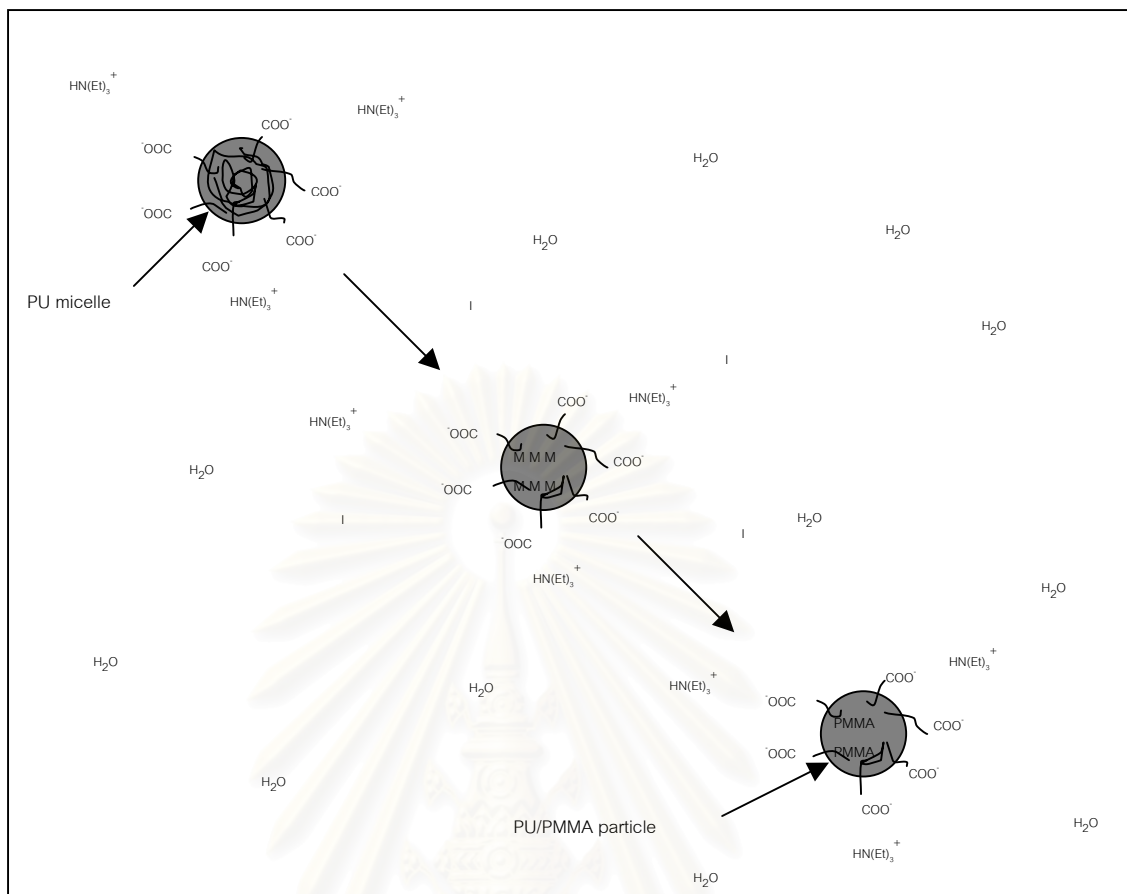 HN(Et)₃⁺
HN(Et)₃⁺
COO⁻
⁻OOC
H₂O
COO⁻
⁻OOC
H₂O
COO⁻
H₂O
COO⁻
PU micelle
HN(Et)₃⁺
I
H₂O
I
HN(Et)₃⁺
COO⁻
HN(Et)₃⁺
⁻OOC
M M M
COO⁻
H₂O
⁻OOC
M M M
I
COO⁻
H₂O
I
⁻OOC
HN(Et)₃⁺
H₂O
H₂O
HN(Et)₃⁺
COO⁻
HN(Et)₃⁺
H₂O
⁻OOC
PMMA
COO⁻
⁻OOC
PMMA
COO⁻
H₂O
COO⁻
PU/PMMA particle
H₂O
HN(Et)₃⁺
H₂O